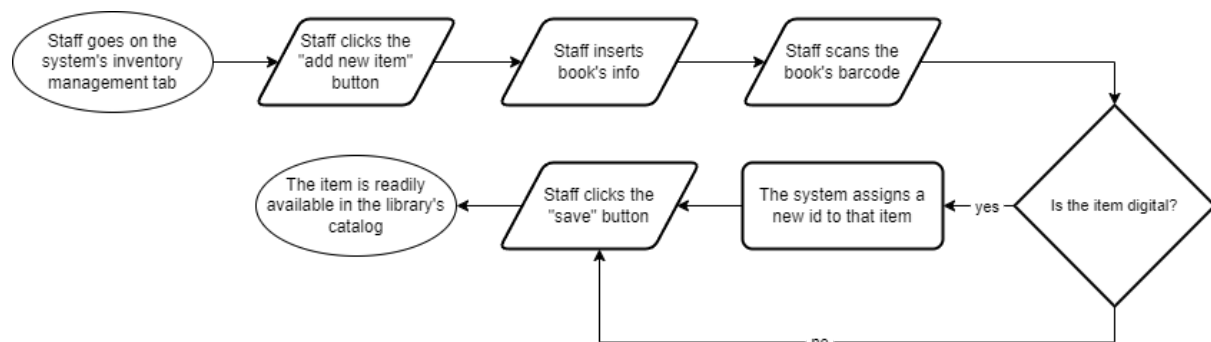 Staff goes on the
system's inventory
management tab
Staff clicks the
"add new item"
button
Staff inserts
book's info
Staff scans the
book's barcode
Is the item digital?
yes
The system assigns a
new id to that item
Staff clicks the
"save" button
The item is readily
available in the library's
catalog
no